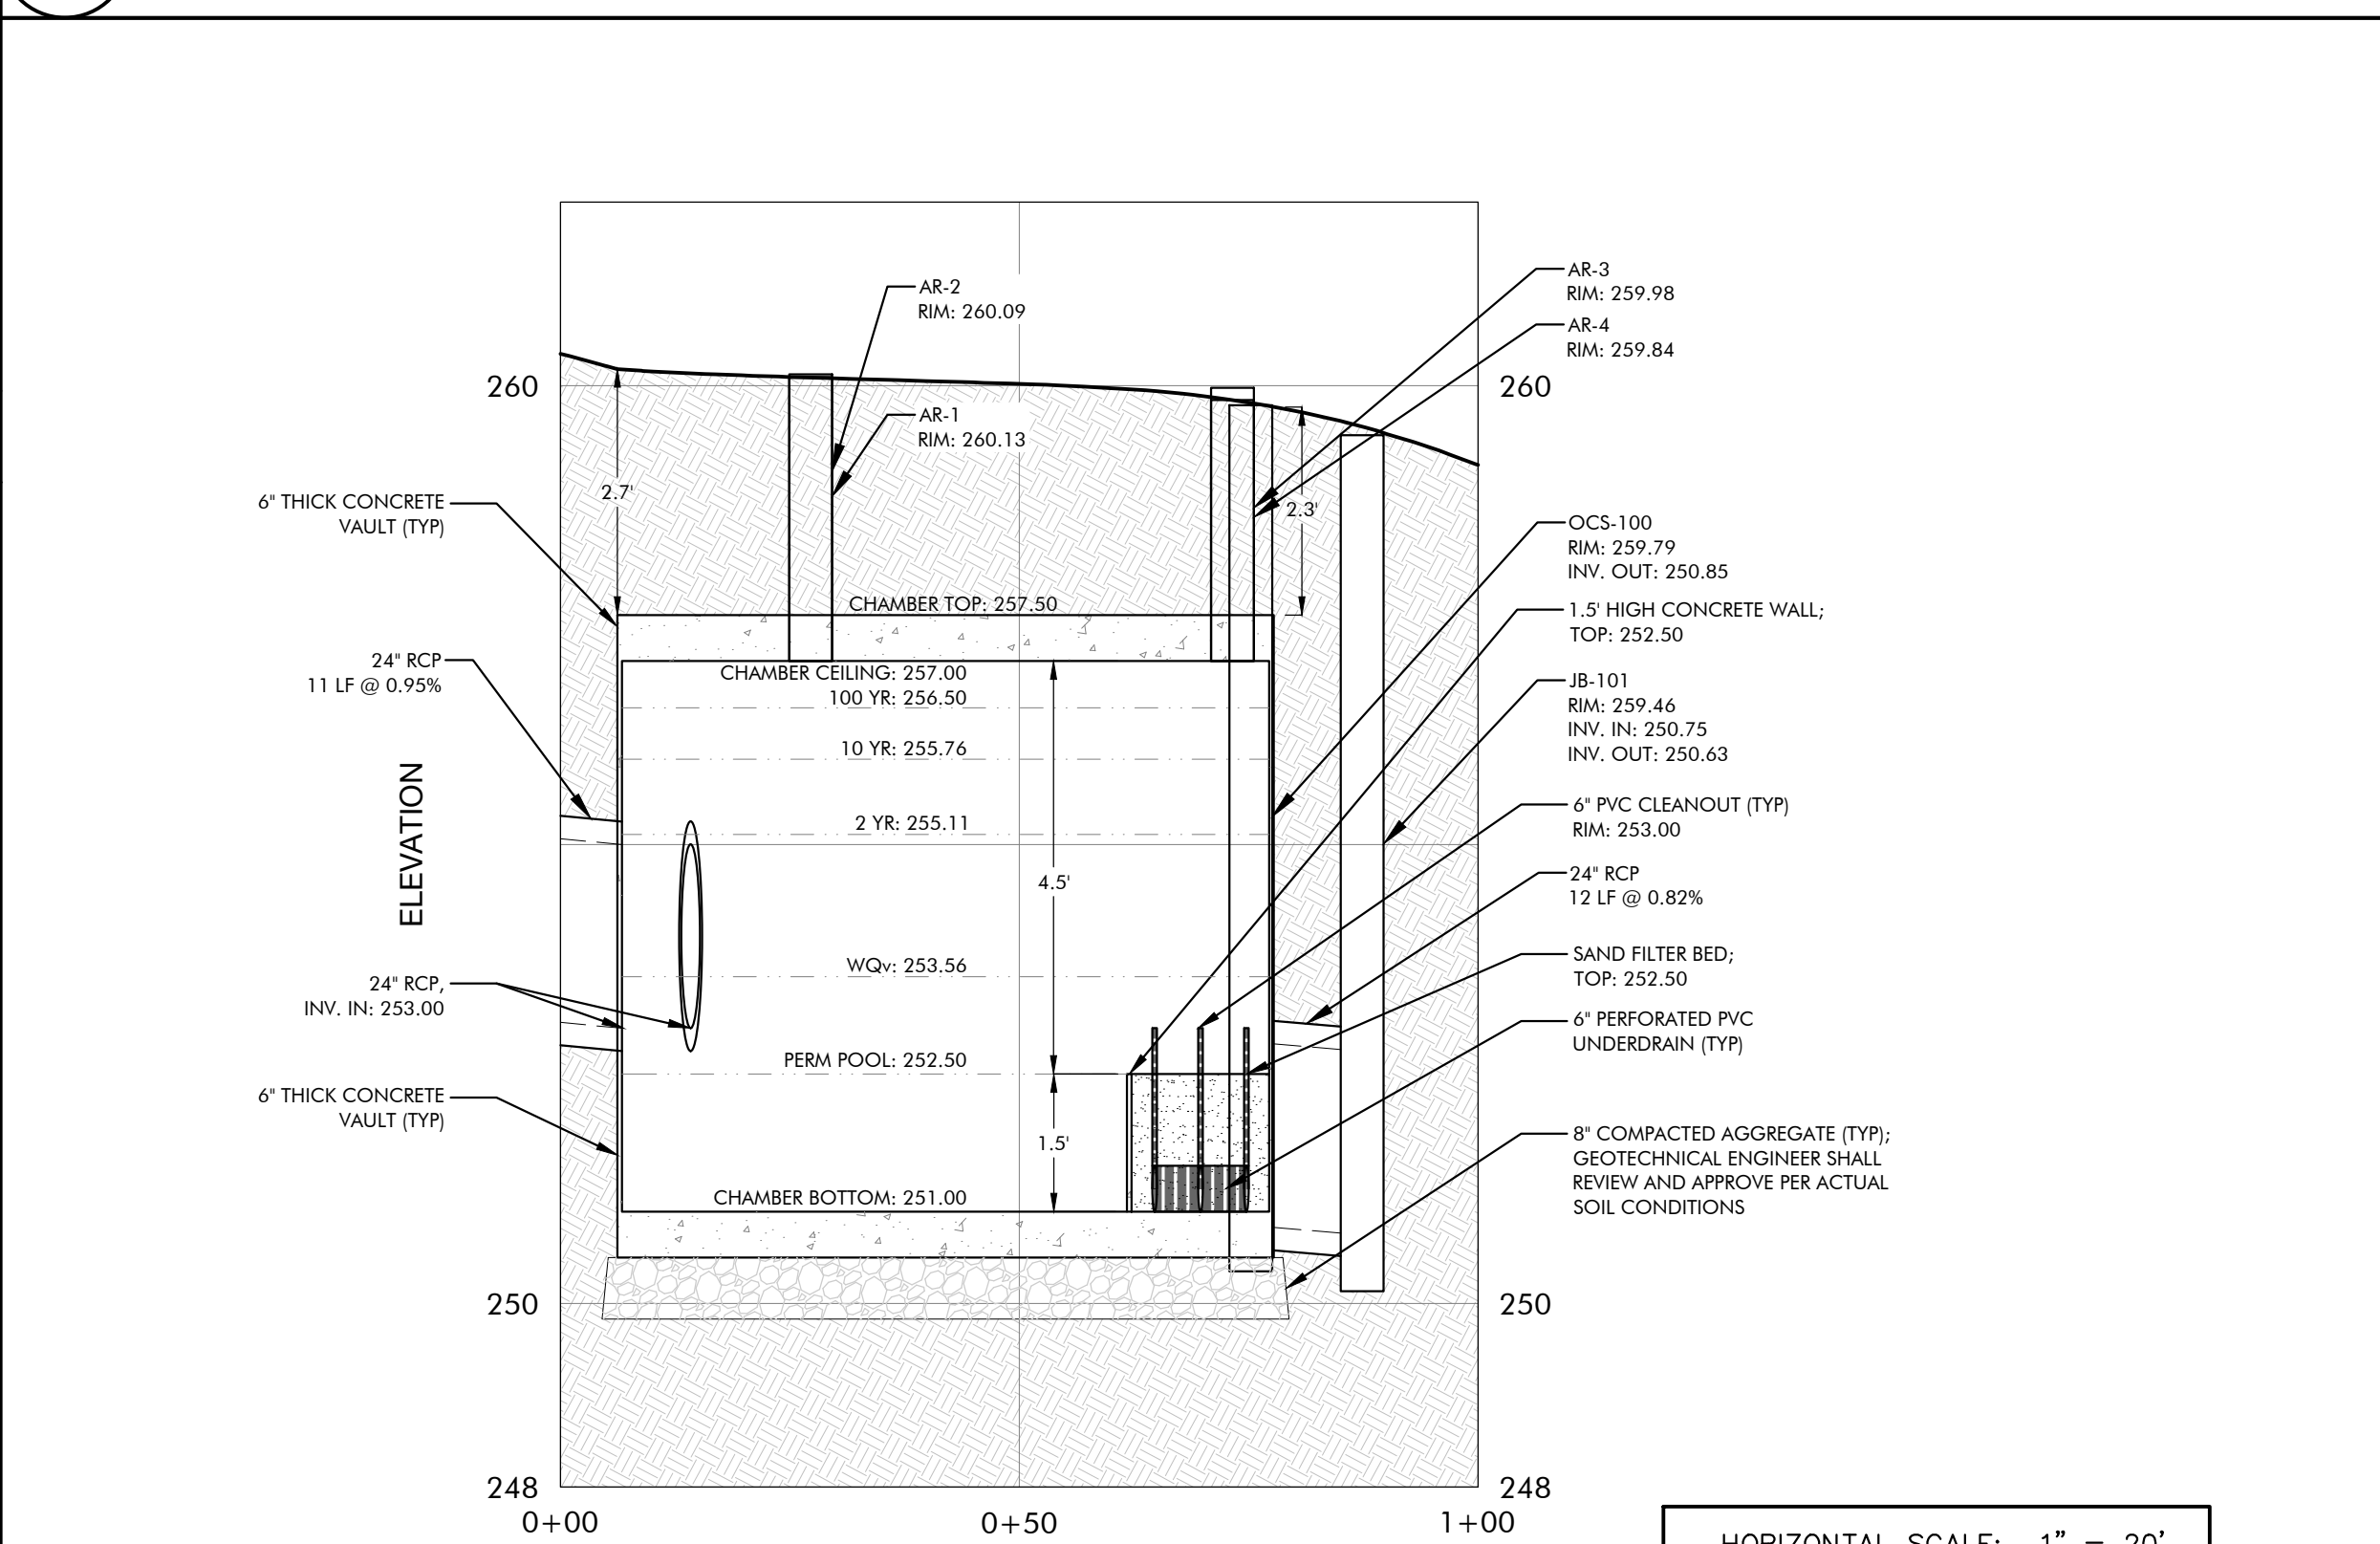 AR-2
RIM: 260.09
AR-1
RIM: 260.13
AR-3
RIM: 259.98
AR-4
RIM: 259.84
260
260
2.7'
2.3'
6" THICK CONCRETE
VAULT (TYP)
24" RCP
11 LF @ 0.95%
ELEVATION
24" RCP,
INV. IN: 253.00
6" THICK CONCRETE
VAULT (TYP)
CHAMBER TOP: 257.50
CHAMBER CEILING: 257.00
100 YR: 256.50
10 YR: 255.76
2 YR: 255.11
4.5'
WQv: 253.56
PERM POOL: 252.50
1.5'
CHAMBER BOTTOM: 251.00
OCS-100
RIM: 259.79
INV. OUT: 250.85
1.5' HIGH CONCRETE WALL;
TOP: 252.50
JB-101
RIM: 259.46
INV. IN: 250.75
INV. OUT: 250.63
6" PVC CLEANOUT (TYP)
RIM: 253.00
24" RCP
12 LF @ 0.82%
SAND FILTER BED;
TOP: 252.50
6" PERFORATED PVC
UNDERDRAIN (TYP)
8" COMPACTED AGGREGATE (TYP);
GEOTECHNICAL ENGINEER SHALL
REVIEW AND APPROVE PER ACTUAL
SOIL CONDITIONS
250
250
248
248
0+00
0+50
1+00
HORIZONTAL SCALE: 1" = 20'